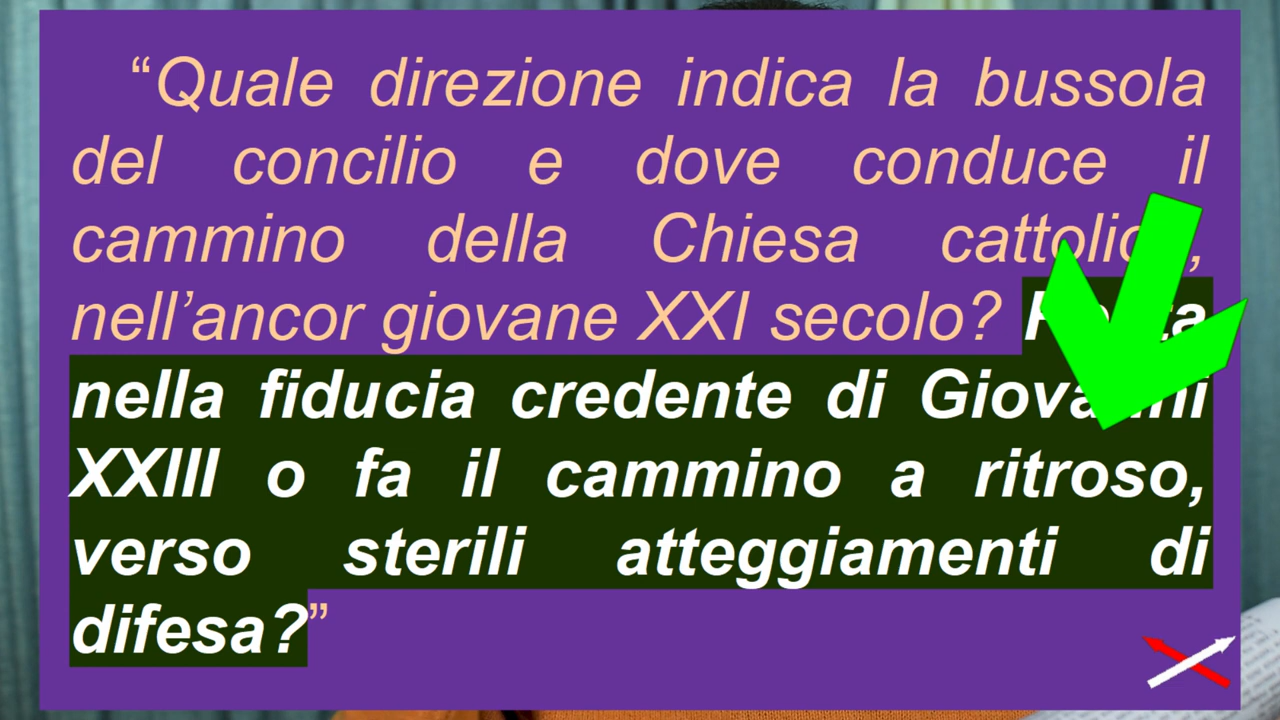 “Quale direzione indica la bussola
del concilio e dove conduce il
cammino della Chiesa
nell’ancor giovane XXI secolo?
nella fiducia credente di Giovanni
XXIII o fa il cammino a ritroso,
verso sterili atteggiamenti di
difesa?”